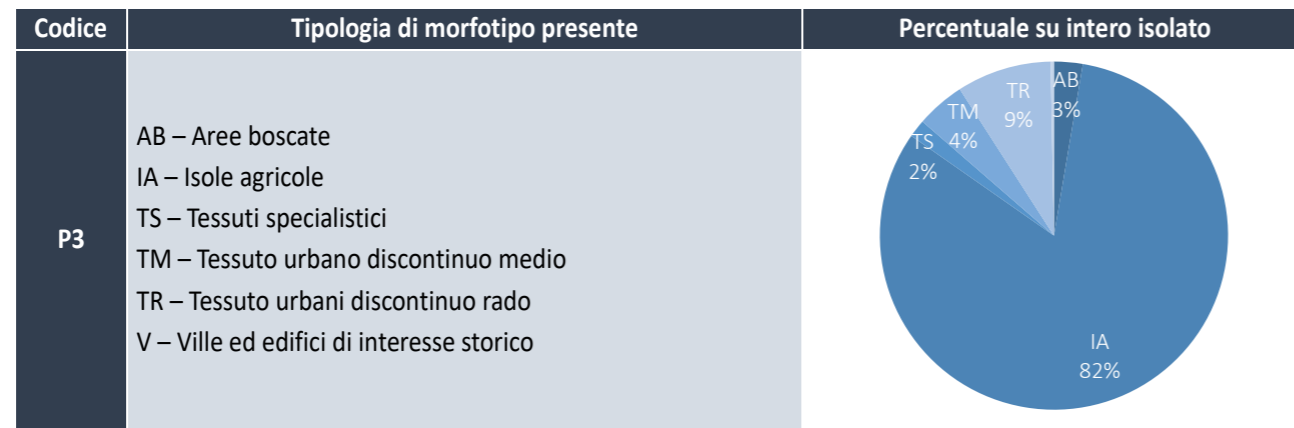 Codice Tipologia di morfotipo presente Percentuale su intero isolato
P3
AB – Aree boscate
IA – Isole agricole
TS – Tessuti specialistici
TM – Tessuto urbano discontinuo medio
TR – Tessuto urbani discontinuo rado
V – Ville ed edifici di interesse storico
AB
3%
TR
9%
TM
4%
TS
2%
IA
82%